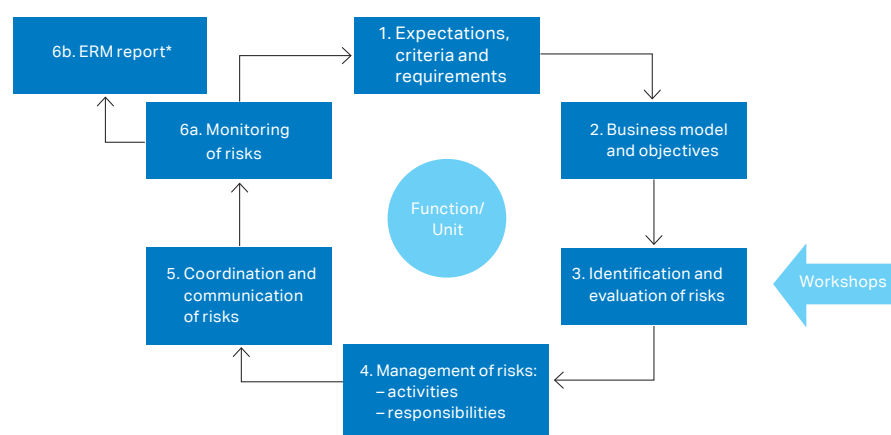 1. Expectations,
criteria and
requirements
2. Business model
and objectives
3. Identification and
evaluation of risks
Workshops
4. Management of risks:
– activities
– responsibilities
5. Coordination and
communication
of risks
6a. Monitoring
of risks
6b. ERM report*
Function/
Unit